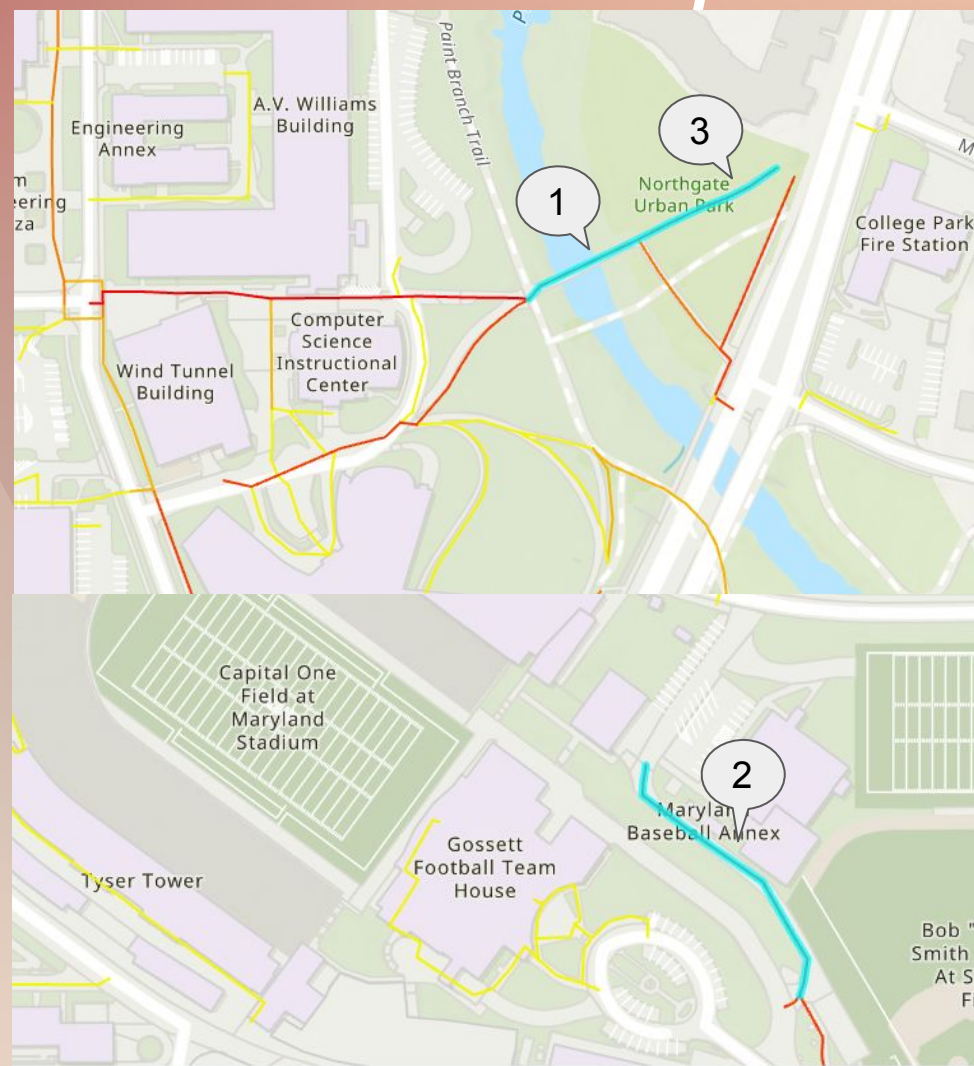 P
Paint Branch Trail
A.V. Williams
Building
Engineering
Annex
3
Northgate
Urban Park
1
m
eering
za
M
College Park
Fire Station
Computer
Science
Instructional
Center
Wind Tunnel
Building
Capital One
Field at
Maryland
Stadium
2
Marylan
Baseball Annex
Gossett
Football Team
House
Tyser Tower
Bob "
Smith
At S
Fi